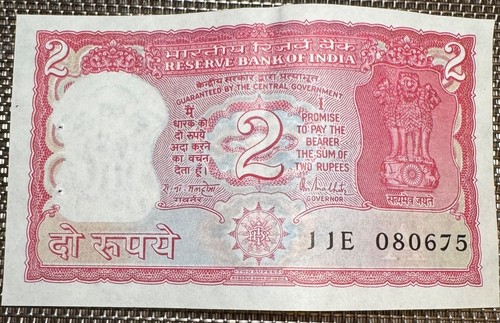 भारतीय रिज़र्व बैंक
RESERVE BANK OF INDIA
केन्द्रीय सरकार द्वारा प्रत्याभूत
GUARANTEED BY THE CENTRAL GOVERNMENT
2
2
मैं
धारक को
दो रुपये
अदा करने
का वचन
देता हूँ।
गवर्नर
2
I
PROMISE
TO PAY THE
BEARER
THE SUM OF
TWO RUPEES
GOVERNOR
सत्यमेव जयते
दो रुपये
11E 080675